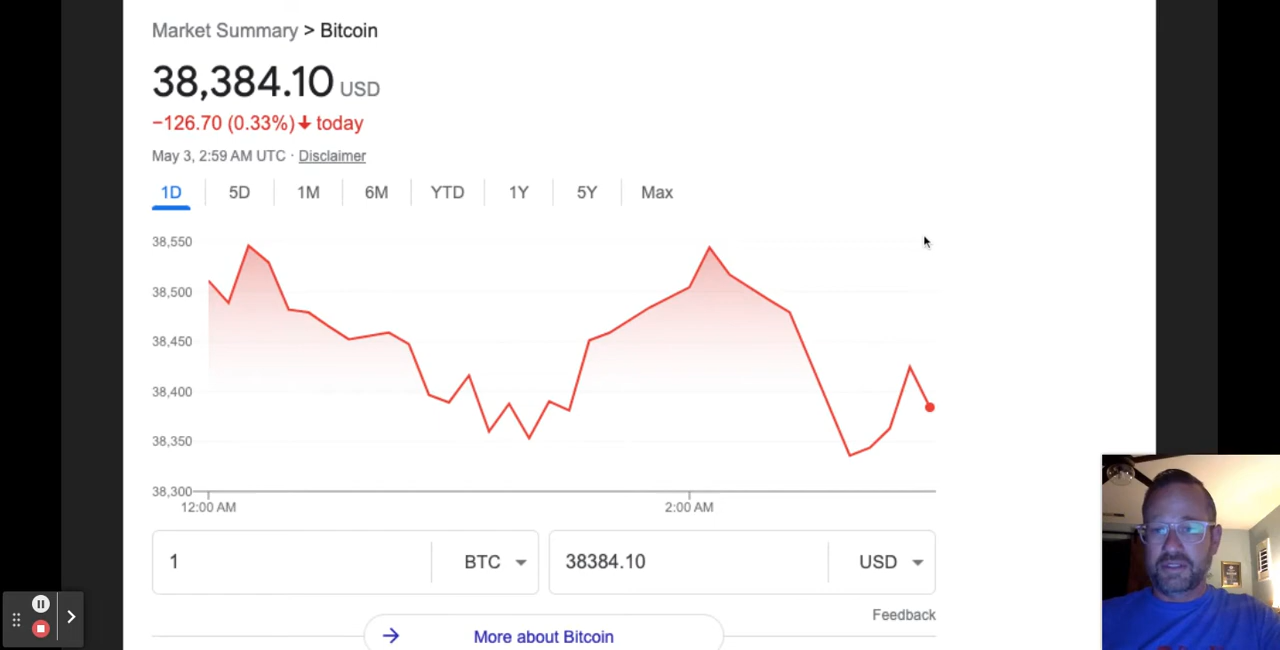 Market Summary > Bitcoin
38,384.10 USD
−126.70 (0.33%) ↓ today
May 3, 2:59 AM UTC · Disclaimer
1D 5D 1M 6M YTD 1Y 5Y Max
38,550
38,500
38,450
38,400
38,350
38,300
12:00 AM 2:00 AM
1 BTC 38384.10 USD
Feedback
More about Bitcoin